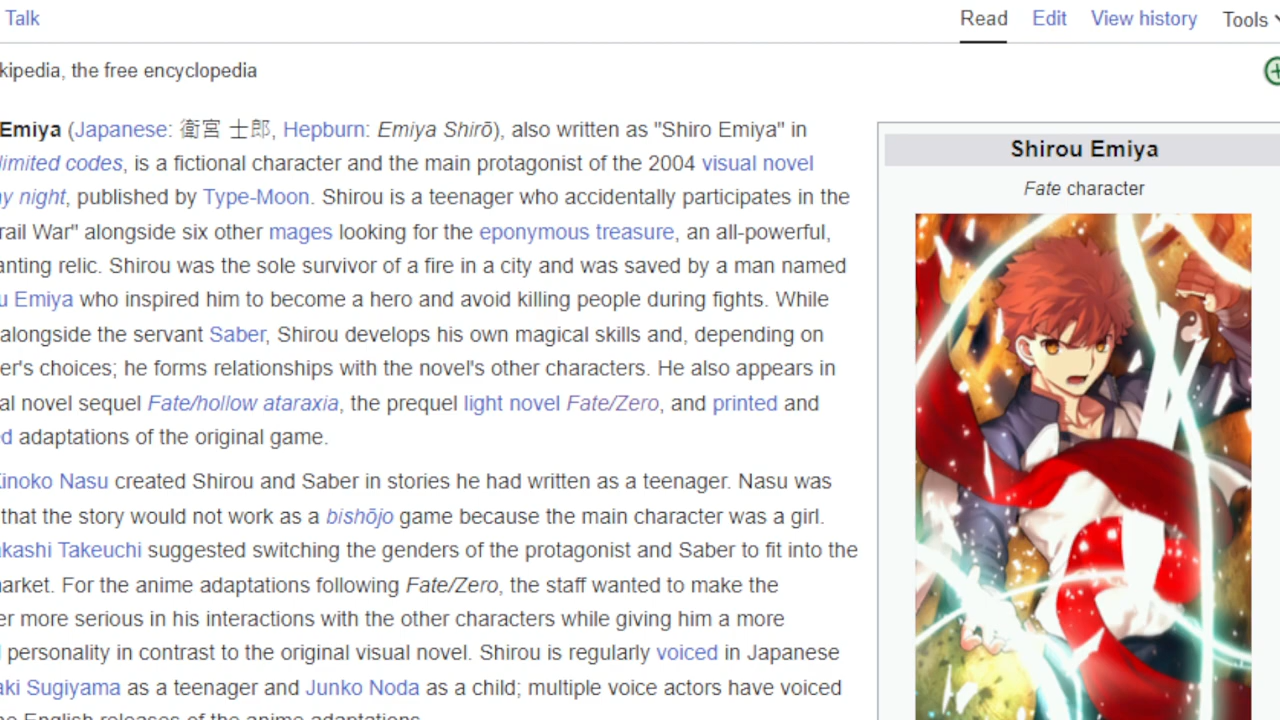 Talk
Read Edit View history Tools
kipedia, the free encyclopedia
Emiya (Japanese: 衛宮 士郎, Hepburn: Emiya Shirō), also written as "Shiro Emiya" in
limited codes, is a fictional character and the main protagonist of the 2004 visual novel
y night, published by Type-Moon. Shirou is a teenager who accidentally participates in the
rail War" alongside six other mages looking for the eponymous treasure, an all-powerful,
anting relic. Shirou was the sole survivor of a fire in a city and was saved by a man named
u Emiya who inspired him to become a hero and avoid killing people during fights. While
alongside the servant Saber, Shirou develops his own magical skills and, depending on
er's choices; he forms relationships with the novel's other characters. He also appears in
al novel sequel Fate/hollow ataraxia, the prequel light novel Fate/Zero, and printed and
d adaptations of the original game.
Kinoko Nasu created Shirou and Saber in stories he had written as a teenager. Nasu was
that the story would not work as a bishōjo game because the main character was a girl.
akashi Takeuchi suggested switching the genders of the protagonist and Saber to fit into the
arket. For the anime adaptations following Fate/Zero, the staff wanted to make the
er more serious in his interactions with the other characters while giving him a more
personality in contrast to the original visual novel. Shirou is regularly voiced in Japanese
aki Sugiyama as a teenager and Junko Noda as a child; multiple voice actors have voiced
he English releases of the anime adaptations.
Shirou Emiya
Fate character